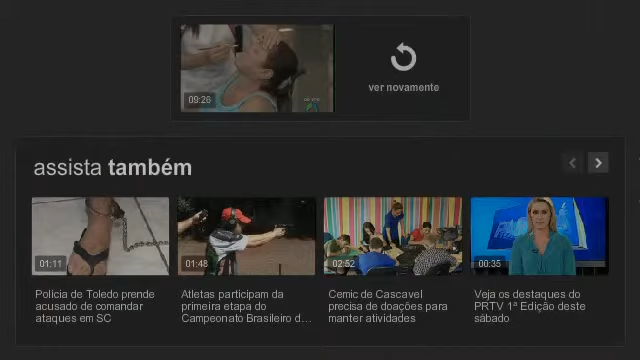 09:26
ver novamente
assista também
01:11
01:48
02:52
00:35
Polícia de Toledo prende
acusado de comandar
ataques em SC
Atletas participam da
primeira etapa do
Campeonato Brasileiro d...
Cemic de Cascavel
precisa de doações para
manter atividades
Veja os destaques do
PRTV 1ª Edição deste
sábado